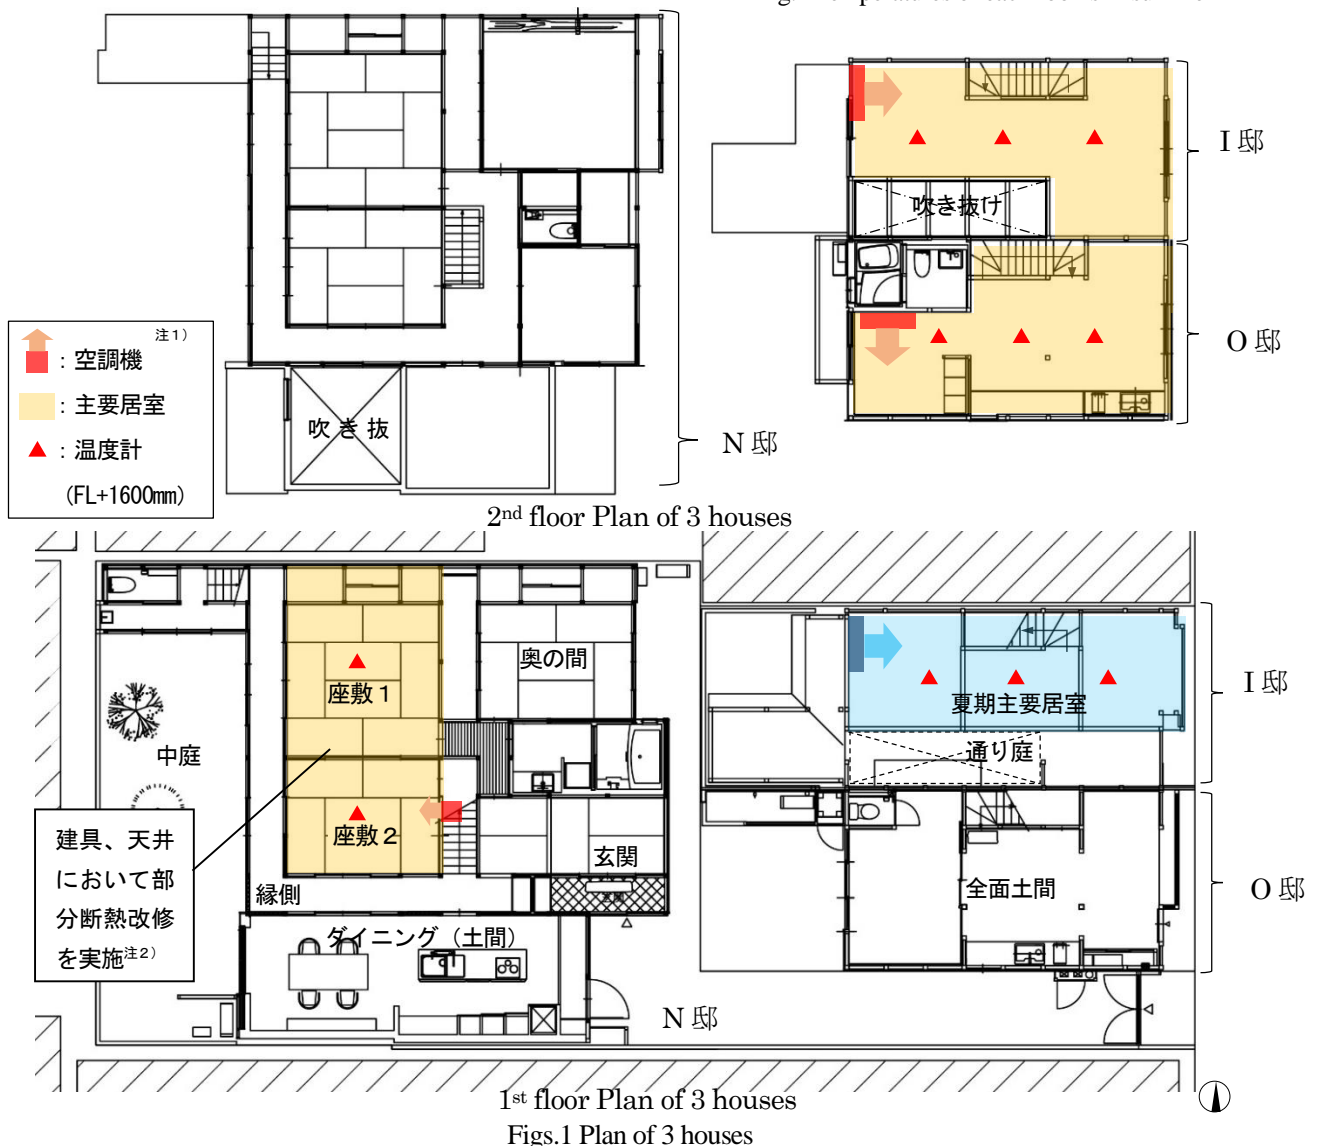 吹き抜け
I 邸
O 邸
注1)
: 空調機
: 主要居室
: 温度計
(FL+1600mm)
吹 き 抜
N 邸
2nd floor Plan of 3 houses
奥の間
座敷1
中庭
座敷2
玄関
縁側
ダイニング (土間)
建具、天井
において部
分断熱改修
を実施注2)
夏期主要居室
通り庭
I 邸
全面土間
O 邸
N 邸
1st floor Plan of 3 houses
Figs.1 Plan of 3 houses